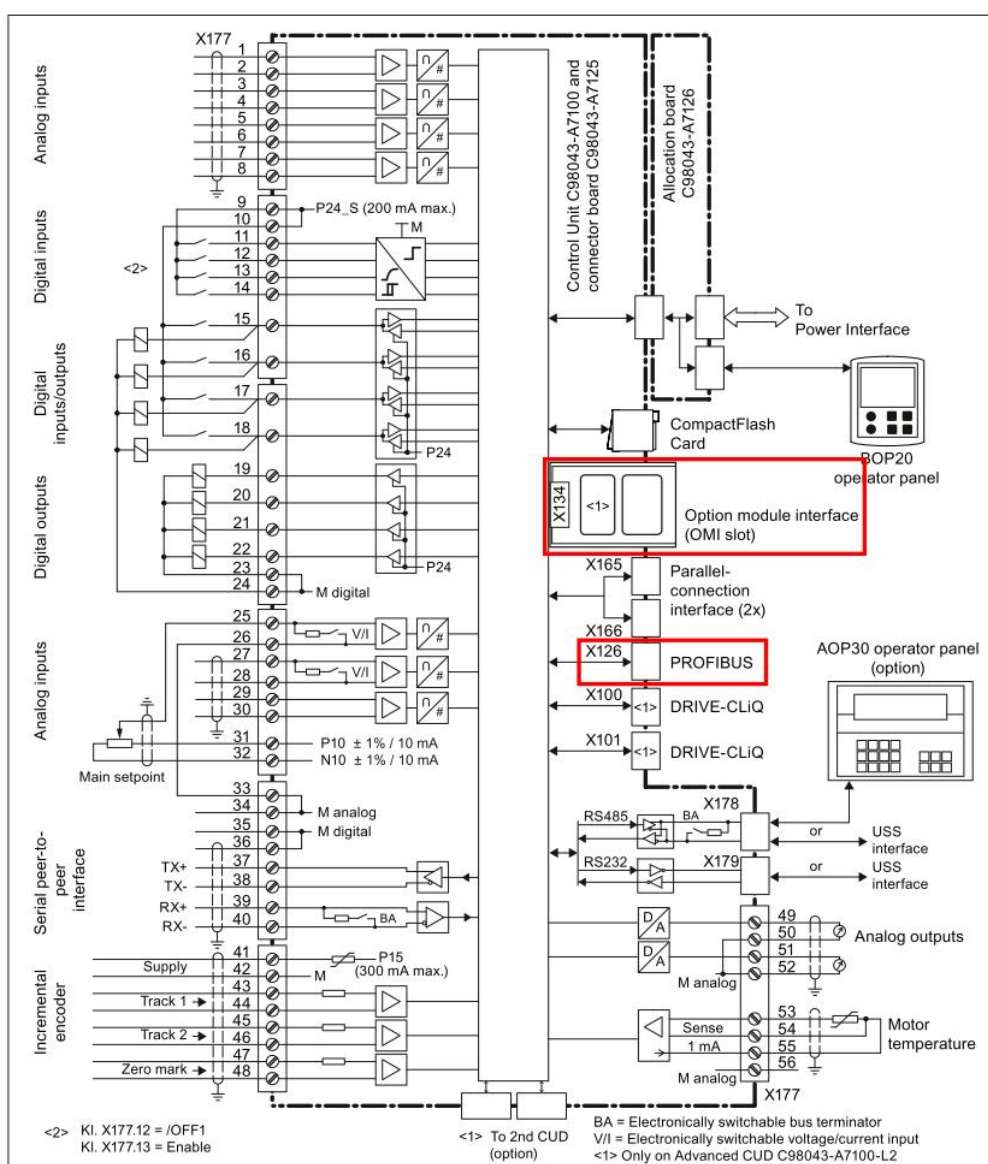 X177
Analog inputs
1
2
3
4
5
6
7
8
∩
#
∩
#
∩
#
∩
#
Digital inputs
<2>
9
10
11
12
13
14
P24_S (200 mA max.)
M
Digital
inputs/outputs
15
16
17
18
P24
Digital outputs
19
20
21
22
23
24
P24
M digital
Analog inputs
25
26
27
28
29
30
31
32
V/I
∩
#
V/I
∩
#
∩
#
P10 ± 1% / 10 mA
N10 ± 1% / 10 mA
Main setpoint
33
34
35
36
M analog
M digital
Serial peer-to-
peer
interface
TX+
37
TX-
38
RX+
39
RX-
40
BA
Incremental
encoder
41
Supply
42
43
Track 1
44
45
Track 2
46
47
Zero mark
48
P15
(300 mA max.)
M
Control Unit C98043-A7100 and
connector board C98043-A7125
Allocation board
C98043-A7126
To
Power Interface
CompactFlash
Card
BOP20
operator panel
X134
<1>
Option module interface
(OMI slot)
X165
Parallel-
connection
interface (2x)
X166
X126
PROFIBUS
X100
<1>
DRIVE-CLiQ
X101
<1>
DRIVE-CLiQ
AOP30 operator panel
(option)
X178
RS485
BA
or
USS
interface
RS232
X179
or
USS
interface
D
A
D
A
49
50
51
52
M analog
Analog outputs
53
Sense
54
1 mA
55
56
M analog
Motor
temperature
X177
<2> Kl. X177.12 = /OFF1
Kl. X177.13 = Enable
<1> To 2nd CUD
(option)
BA = Electronically switchable bus terminator
V/I = Electronically switchable voltage/current input
<1> Only on Advanced CUD C98043-A7100-L2